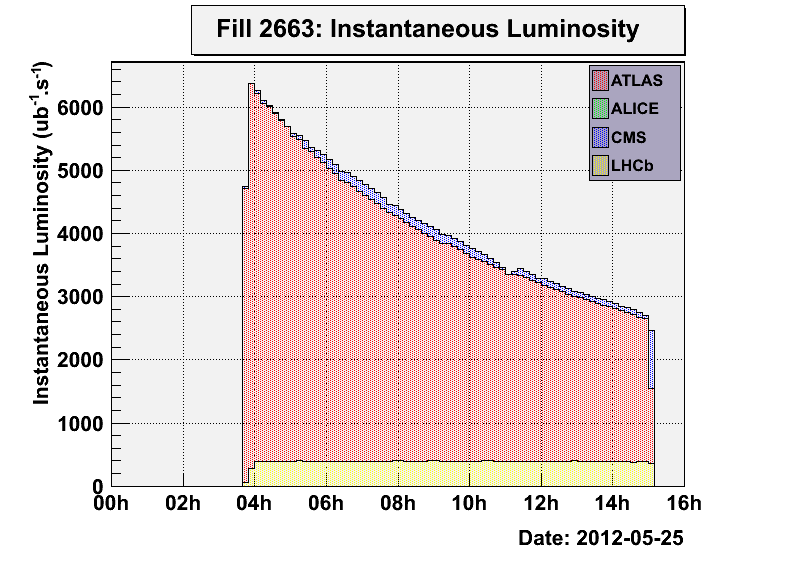 Fill 2663: Instantaneous Luminosity
Instantaneous Luminosity (ub⁻¹.s⁻¹)
6000
5000
4000
3000
2000
1000
0
ATLAS
ALICE
CMS
LHCb
00h 02h 04h 06h 08h 10h 12h 14h 16h
Date: 2012-05-25